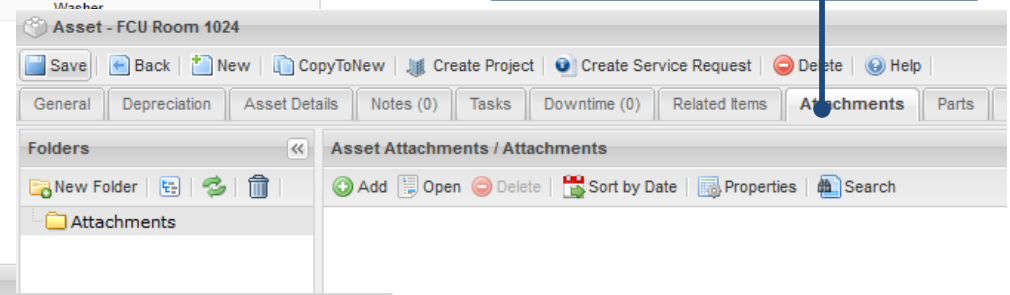 Washer
Asset - FCU Room 1024
Save Back New CopyToNew Create Project Create Service Request Delete Help
General Depreciation Asset Details Notes (0) Tasks Downtime (0) Related Items Attachments Parts
Folders Asset Attachments / Attachments
New Folder Add Open Delete Sort by Date Properties Search
Attachments